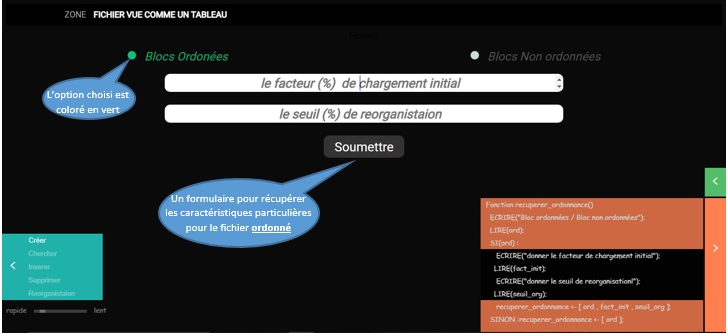 ZONE FICHIER VUE COMME UN TABLEAU
Blocs Ordonées
Blocs Non ordonnées
le facteur (%) de chargement initial
L'option choisi est
coloré en vert
le seuil (%) de reorganistaion
Soumettre
Un formulaire pour récupérer
les caractéristiques particulières
pour le fichier ordonné
Créer
Chercher
Inserer
Supprimer
Reorganistaion
rapide
lent
Fonction recuperer_ordonnance()
ECRIRE("Bloc ordonnées / Bloc non ordonnées");
LIRE(ord);
SI(ord) :
ECRIRE("donner le facteur de chargement initial");
LIRE(fact_init);
ECRIRE("donner le seuil de reorganisationl");
LIRE(seuil_org);
recuperer_ordonnance <- [ ord , fact_init , seuil_org ];
SINON :recuperer_ordonnance <- [ ord ];